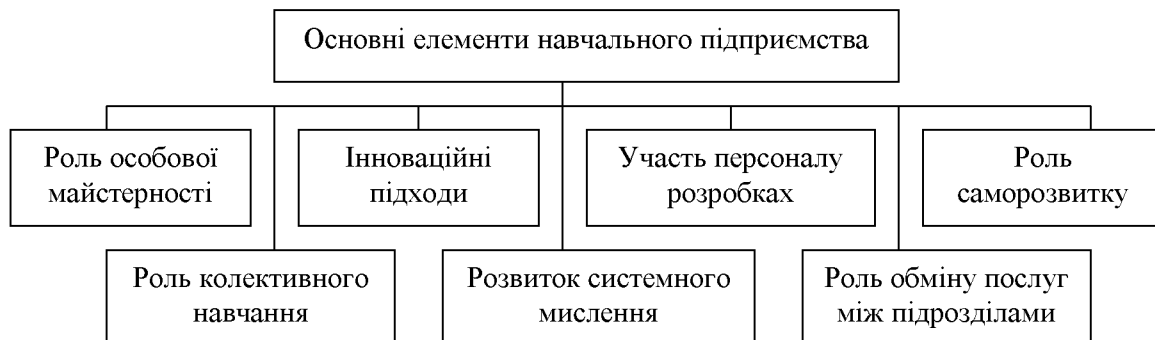 Основні елементи навчального підприємства
Роль особової
майстерності
Інноваційні
підходи
Участь персоналу
розробках
Роль
саморозвитку
Роль колективного
навчання
Розвиток системного
мислення
Роль обміну послуг
між підрозділами